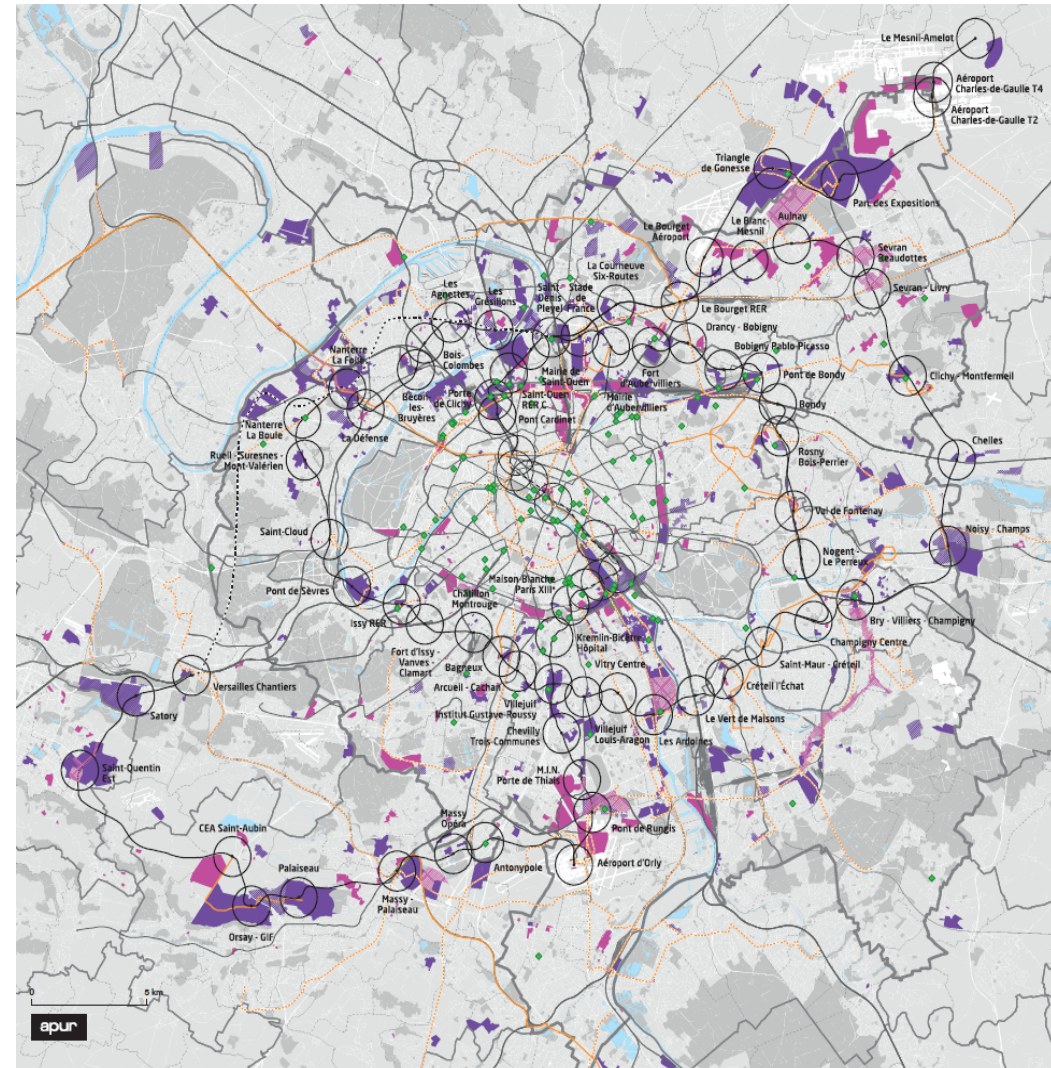 Le Mesnil-Amelot
Aéroport
Charles-de-Gaulle T4
Aéroport
Charles-de-Gaulle T2
Triangle
de Gonesse
Parc des Expositions
Le Blanc-
Mesnil
Aulnay
Le Bourget
Aéroport
Sevran
Beaudottes
Sevran - Livry
La Courneuve
Six-Routes
Les
Agnettes
Les
Grésillons
Saint
Denis
Pleyel
Stade
de
France
Le Bourget RER
Drancy - Bobigny
Bobigny Pablo-Picasso
Nanterre
La Folie
Bois
Colombes
Mairie de
Saint-Ouen
Fort
d'Aubervilliers
Pont de Bondy
Clichy - Montfermeil
Bécon-
les-
Bruyères
Porte
de Clichy
Saint-Ouen
RER C
Mairie
d'Aubervilliers
Bondy
Pont Cardinet
Nanterre
La Boule
La Défense
Rueil - Suresnes -
Mont-Valérien
Rosny
Bois-Perrier
Chelles
Val de Fontenay
Saint-Cloud
Noisy - Champs
Nogent -
Le Perreux
Pont de Sèvres
Maison Blanche
Paris XIIIᵉ
Châtillon
Montrouge
Issy RER
Bry - Villiers - Champigny
Champigny Centre
Kremlin-Bicêtre
Hôpital
Fort d'Issy -
Vanves -
Clamart
Bagneux
Vitry Centre
Saint-Maur - Créteil
Versailles Chantiers
Arcueil - Cachan
Créteil l'Échat
Satory
Villejuif
Institut Gustave-Roussy
Le Vert de Maisons
Chevilly
Trois-Communes
Villejuif
Louis-Aragon
Les Ardoines
Saint-Quentin
Est
M.I.N.
Porte de Thiais
Pont de Rungis
CEA Saint-Aubin
Massy
Opéra
Palaiseau
Antonypole
Aéroport d'Orly
Massy -
Palaiseau
Orsay - Gif
0 5 km
apur